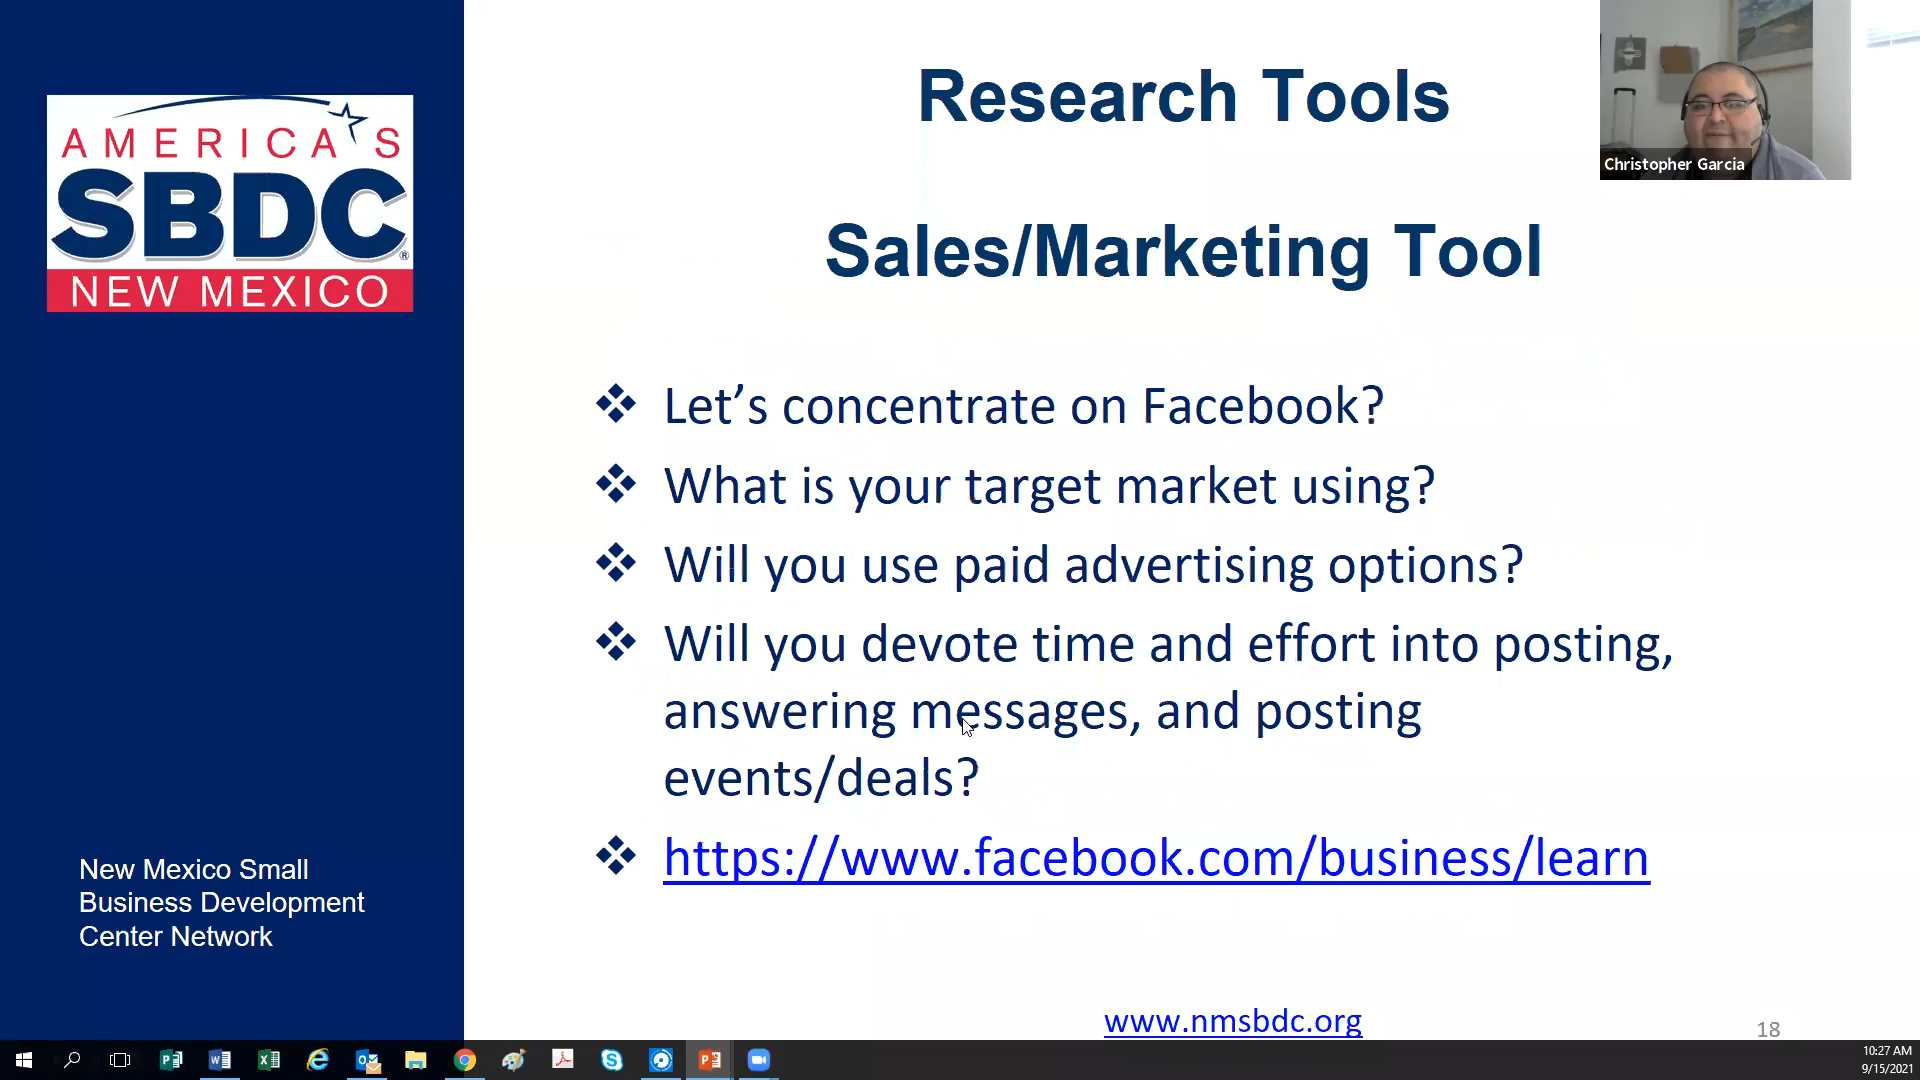 AMERICA'S
SBDC®
NEW MEXICO
New Mexico Small
Business Development
Center Network
Research Tools
Sales/Marketing Tool
❖ Let’s concentrate on Facebook?
❖ What is your target market using?
❖ Will you use paid advertising options?
❖ Will you devote time and effort into posting,
answering messages, and posting
events/deals?
❖ https://www.facebook.com/business/learn
www.nmsbdc.org
18
Christopher Garcia
10:27 AM
9/15/2021